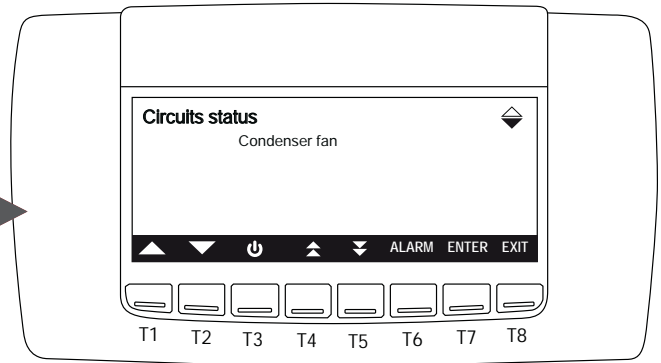 Circuits status
Condenser fan
ALARM ENTER EXIT
T1 T2 T3 T4 T5 T6 T7 T8